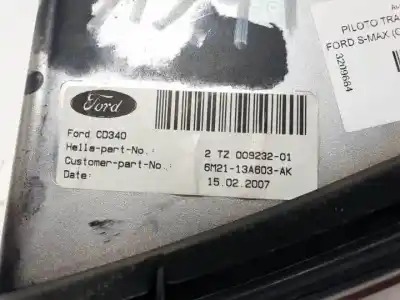 PILOTO TRA
FORD S-MAX (C
3209664
Ford
Ford CD340
Hella-part-No.: 2 TZ 009232-01
Customer-part-No.: 6M21-13A603-AK
Date: 15.02.2007